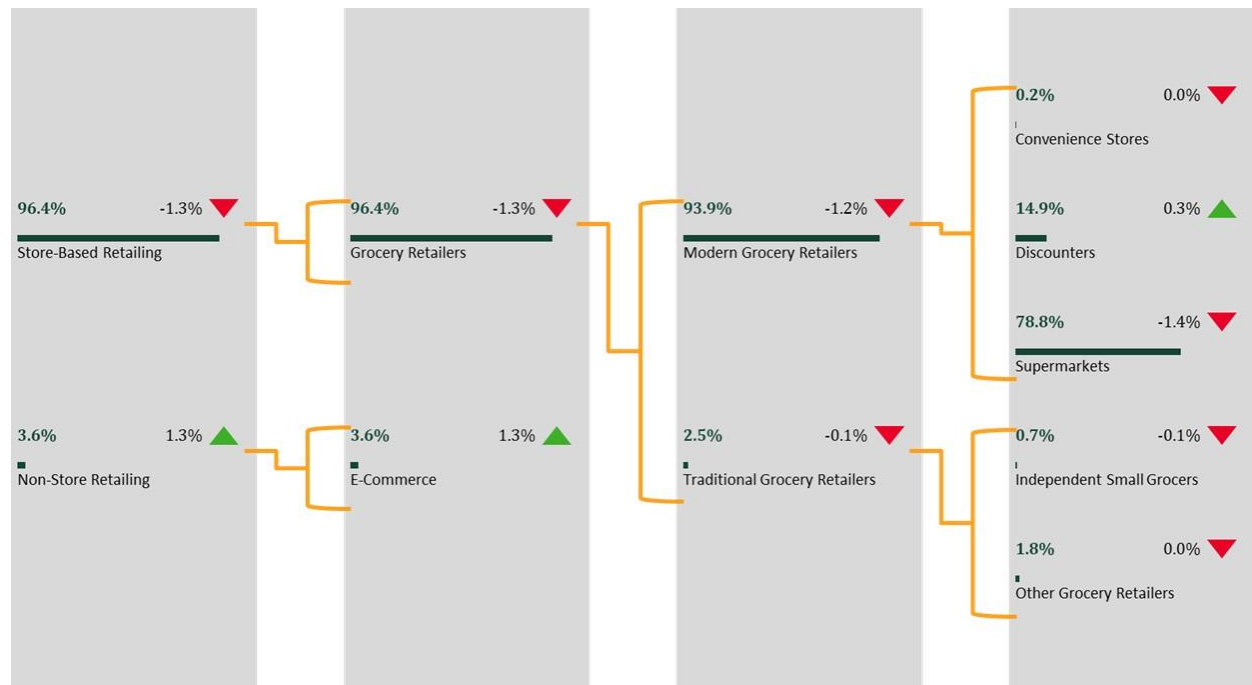 96.4% -1.3%
Store-Based Retailing
3.6% 1.3%
Non-Store Retailing
96.4% -1.3%
Grocery Retailers
3.6% 1.3%
E-Commerce
93.9% -1.2%
Modern Grocery Retailers
2.5% -0.1%
Traditional Grocery Retailers
0.2% 0.0%
Convenience Stores
14.9% 0.3%
Discounters
78.8% -1.4%
Supermarkets
0.7% -0.1%
Independent Small Grocers
1.8% 0.0%
Other Grocery Retailers